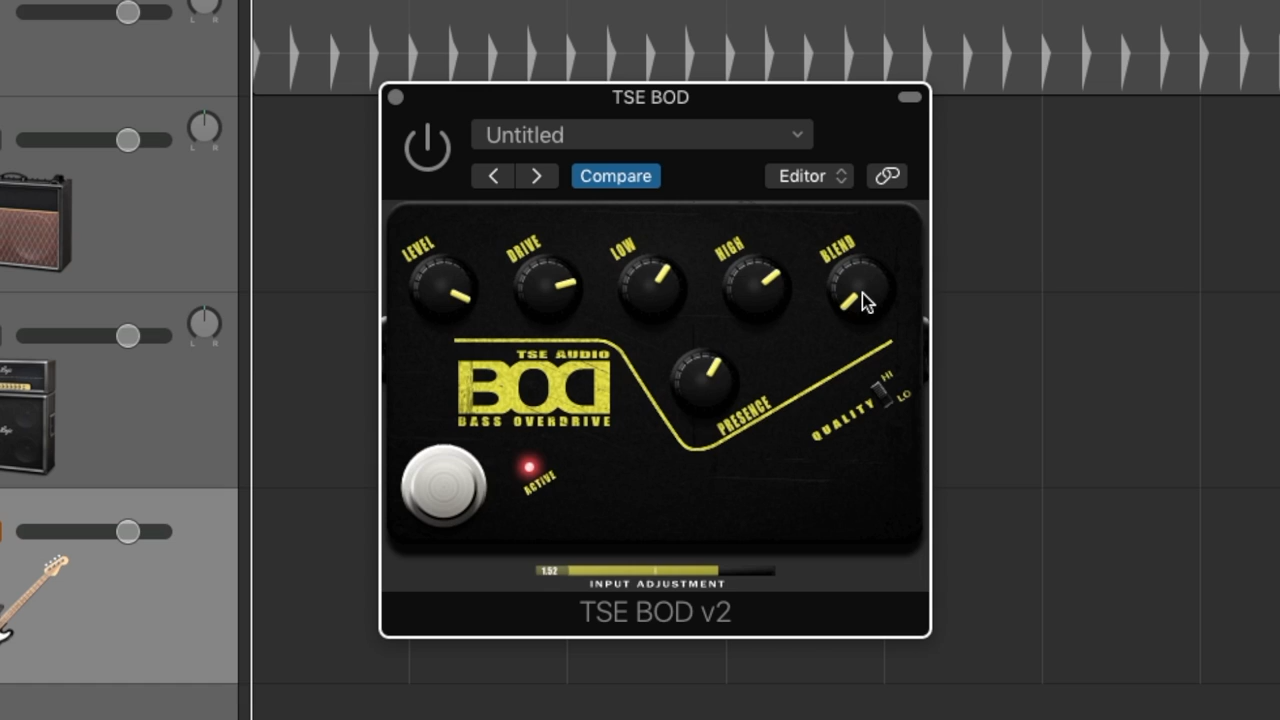 L R
TSE BOD
Untitled
L R
Compare
Editor
LEVEL
DRIVE
LOW
HIGH
BLEND
L R
TSE AUDIO
BOD
BASS OVERDRIVE
PRESENCE
HI
LO
QUALITY
ACTIVE
1.52
INPUT ADJUSTMENT
TSE BOD v2